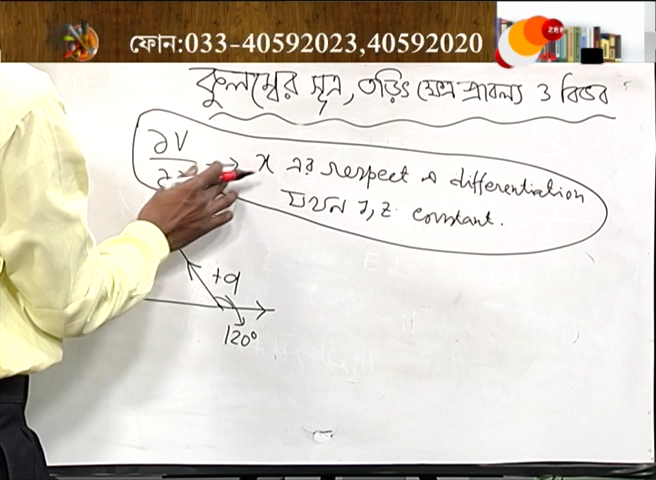 ফোন:033-40592023,40592020
কুলম্বের সূত্র, তড়িৎ ক্ষেত্র প্রাবল্য ও বিভব
∂V
x এর respect এ differentiation
যখন y, z constant.
+q
120°